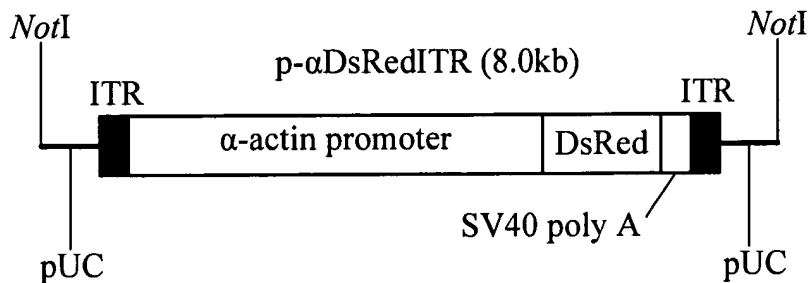 NotI
NotI
p-αDsRedITR (8.0kb)
ITR
ITR
α-actin promoter
DsRed
SV40 poly A
pUC
pUC